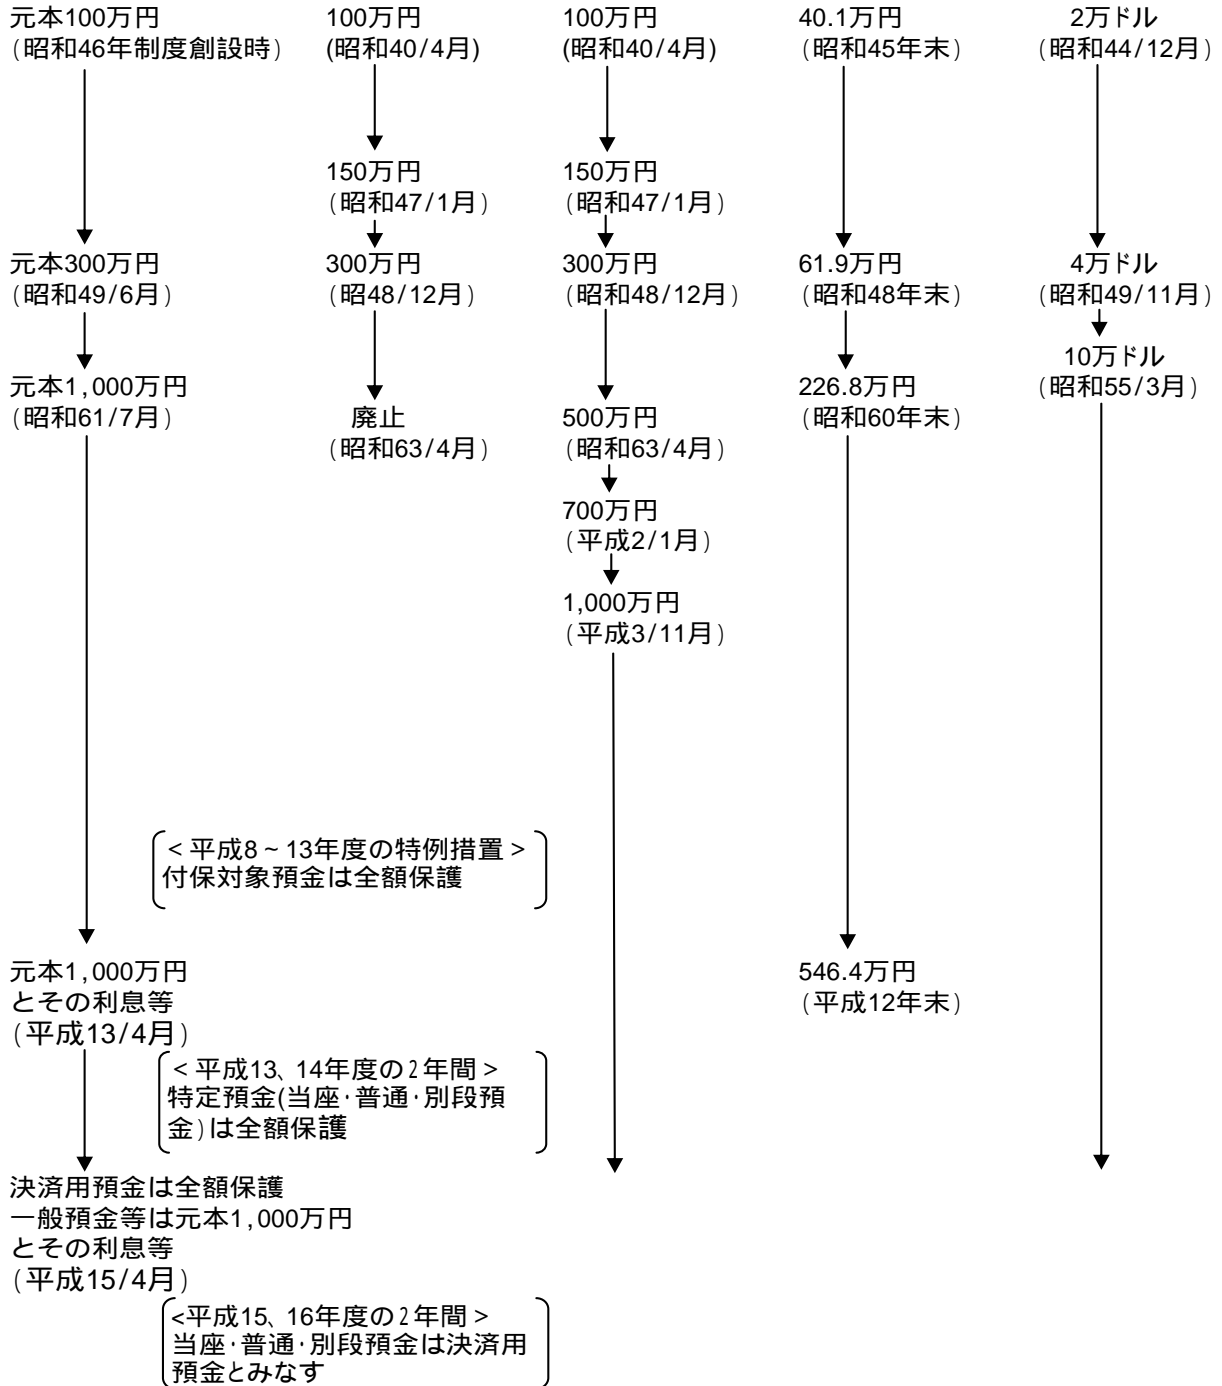 元本100万円
（昭和46年制度創設時）
100万円
(昭和40/4月)
100万円
(昭和40/4月)
40.1万円
（昭和45年末）
2万ドル
（昭和44/12月）
150万円
（昭和47/1月）
150万円
（昭和47/1月）
元本300万円
（昭和49/6月）
300万円
（昭48/12月）
300万円
（昭和48/12月）
61.9万円
（昭和48年末）
4万ドル
（昭和49/11月）
10万ドル
（昭和55/3月）
元本1,000万円
（昭和61/7月）
廃止
（昭和63/4月）
500万円
（昭和63/4月）
226.8万円
（昭和60年末）
700万円
（平成2/1月）
1,000万円
（平成3/11月）
＜平成8～13年度の特例措置＞
付保対象預金は全額保護
元本1,000万円
とその利息等
（平成13/4月）
546.4万円
（平成12年末）
＜平成13、14年度の2年間＞
特定預金(当座･普通･別段預
金)は全額保護
決済用預金は全額保護
一般預金等は元本1,000万円
とその利息等
（平成15/4月）
<平成15、16年度の2年間＞
当座･普通･別段預金は決済用
預金とみなす